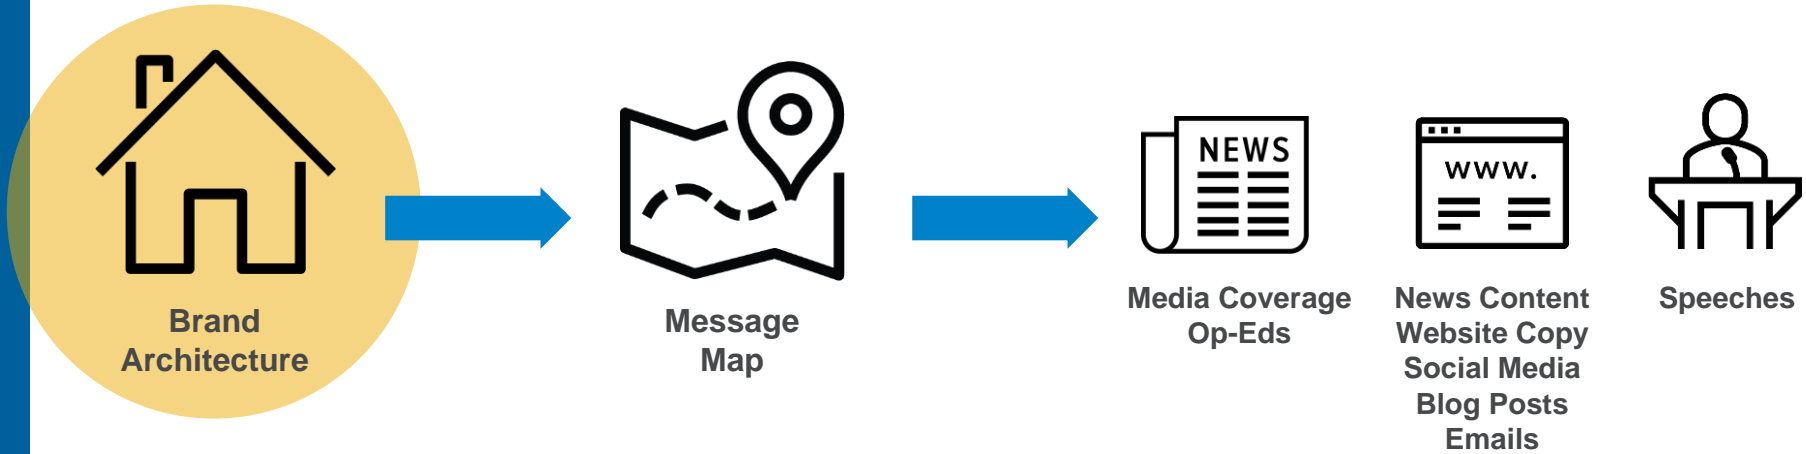 Brand
Architecture
Message
Map
NEWS
Media Coverage
Op-Eds
www.
News Content
Website Copy
Social Media
Blog Posts
Emails
Speeches